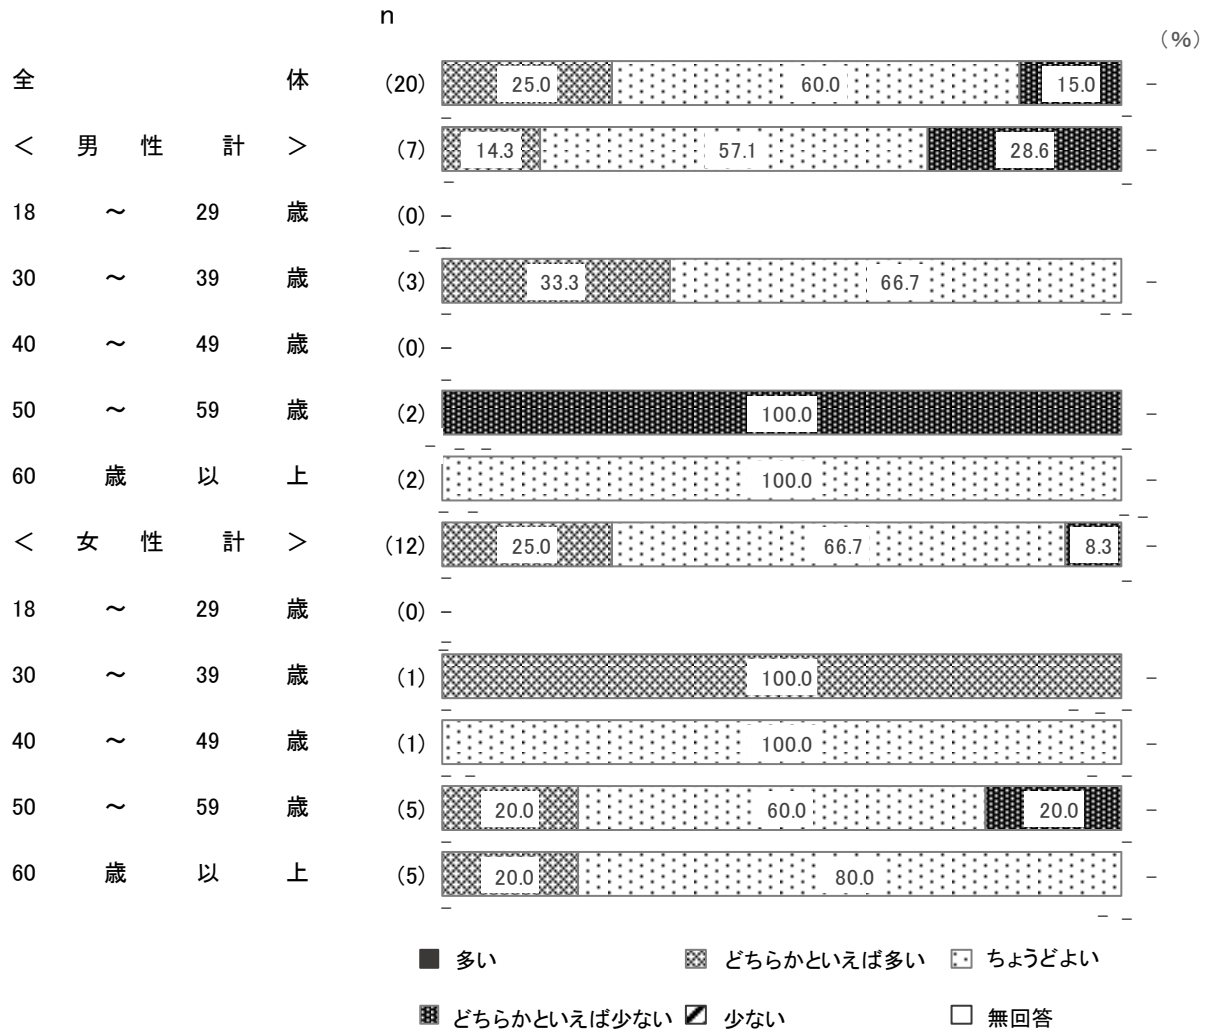 n
(%)
全 体 (20) 25.0 60.0 15.0 -
< 男 性 計 > (7) 14.3 57.1 28.6 -
18 ～ 29 歳 (0) -
30 ～ 39 歳 (3) 33.3 66.7 -
40 ～ 49 歳 (0) -
50 ～ 59 歳 (2) 100.0 -
60 歳 以 上 (2) 100.0
< 女 性 計 > (12) 25.0 66.7 8.3 -
18 ～ 29 歳 (0) -
30 ～ 39 歳 (1) 100.0 -
40 ～ 49 歳 (1) 100.0 -
50 ～ 59 歳 (5) 20.0 60.0 20.0 -
60 歳 以 上 (5) 20.0 80.0 -
多い どちらかといえば多い ちょうどよい
どちらかといえば少ない 少ない 無回答